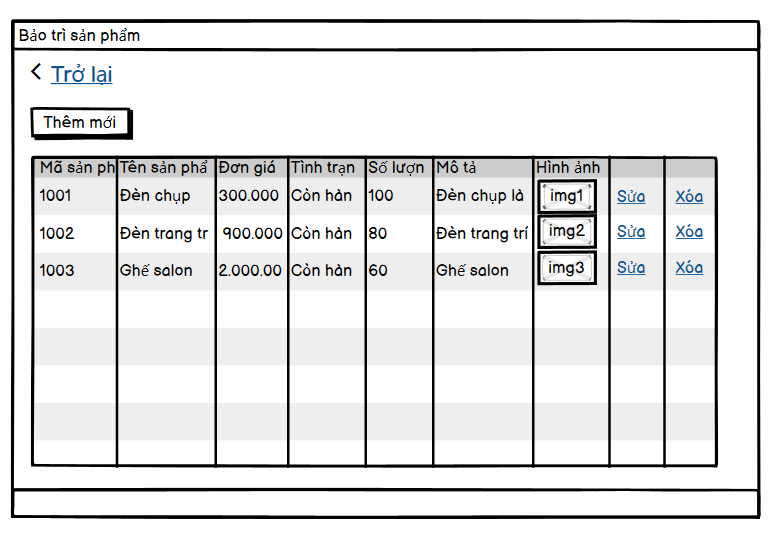 Bảo trì sản phẩm
Trở lại
Thêm mới
Mã sản ph Tên sản phẩ Đơn giá Tình trạn Số lượn Mô tả Hình ảnh
1001 Đèn chụp 300.000 Còn hàn 100 Đèn chụp là img1 Sửa Xóa
1002 Đèn trang tr 900.000 Còn hàn 80 Đèn trang trí img2 Sửa Xóa
1003 Ghế salon 2.000.00 Còn hàn 60 Ghế salon img3 Sửa Xóa